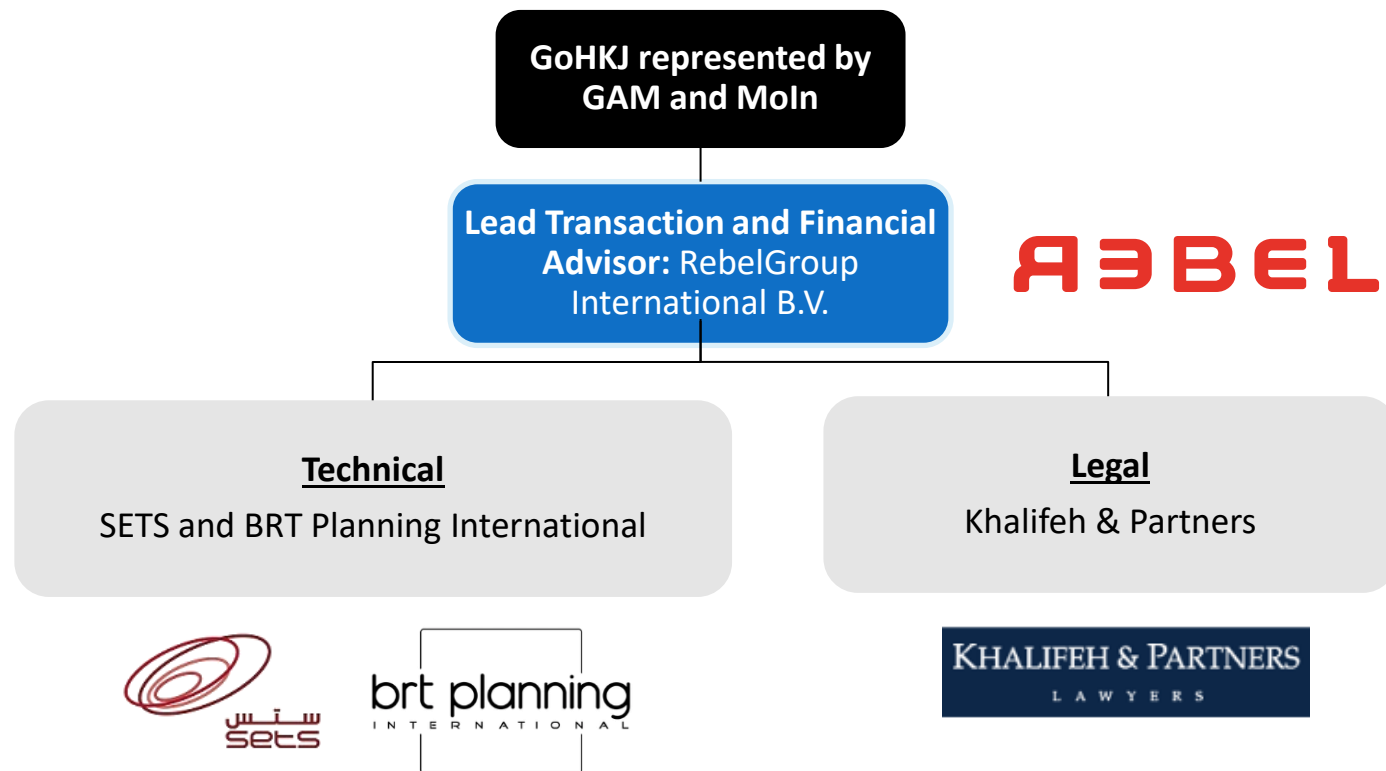 GoHKJ represented by
GAM and MoIn
Lead Transaction and Financial
Advisor: RebelGroup
International B.V.
REBEL
Technical
SETS and BRT Planning International
Legal
Khalifeh & Partners
ستس
sets
brt planning
INTERNATIONAL
KHALIFEH & PARTNERS
LAWYERS